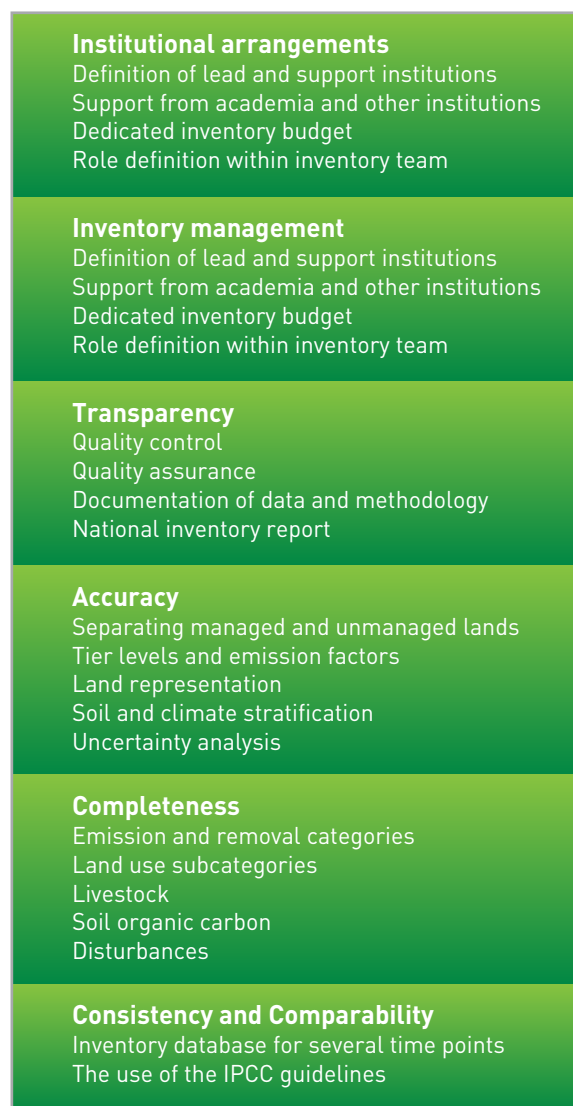 Institutional arrangements
Definition of lead and support institutions
Support from academia and other institutions
Dedicated inventory budget
Role definition within inventory team
Inventory management
Definition of lead and support institutions
Support from academia and other institutions
Dedicated inventory budget
Role definition within inventory team
Transparency
Quality control
Quality assurance
Documentation of data and methodology
National inventory report
Accuracy
Separating managed and unmanaged lands
Tier levels and emission factors
Land representation
Soil and climate stratification
Uncertainty analysis
Completeness
Emission and removal categories
Land use subcategories
Livestock
Soil organic carbon
Disturbances
Consistency and Comparability
Inventory database for several time points
The use of the IPCC guidelines